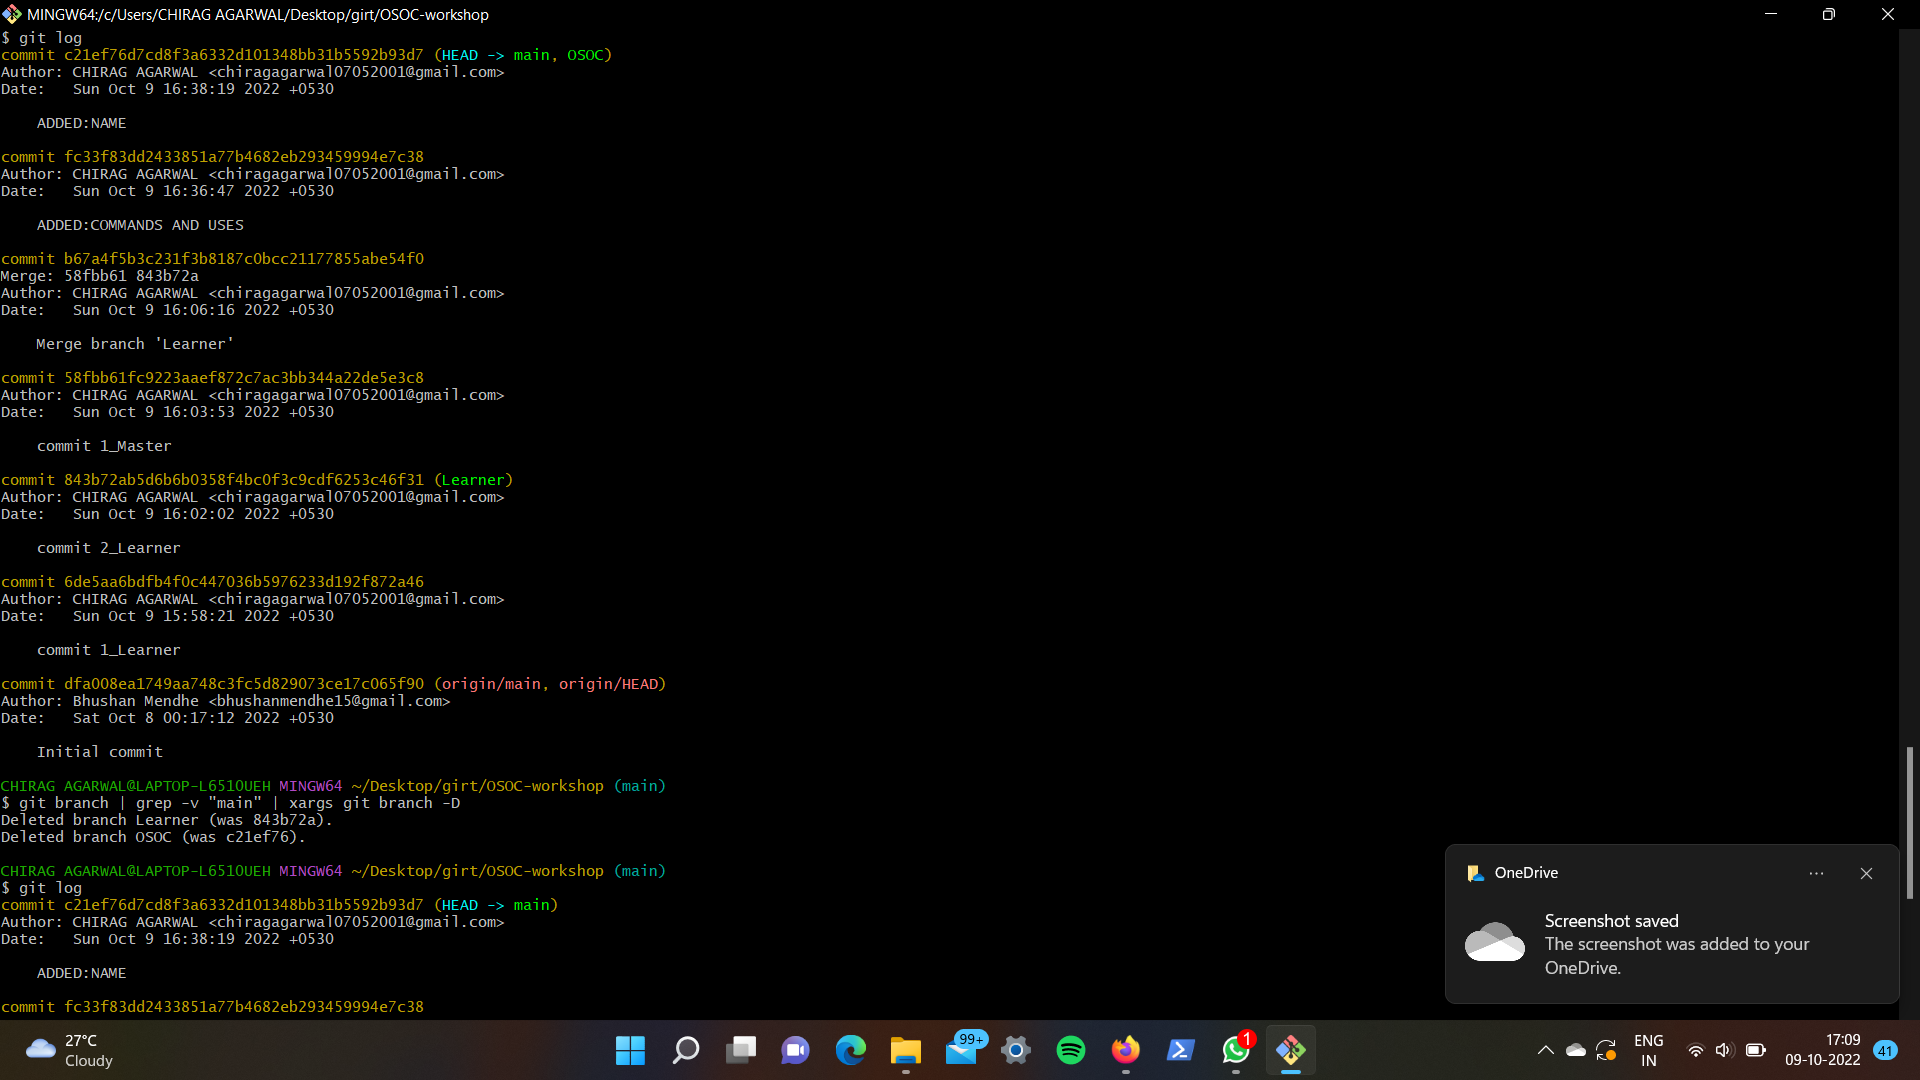 MINGW64:/c/Users/CHIRAG AGARWAL/Desktop/girt/OSOC-workshop
$ git log
commit c21ef76d7cd8f3a6332d101348bb31b5592b93d7 (HEAD -> main, OSOC)
Author: CHIRAG AGARWAL <chiragagarwal07052001@gmail.com>
Date:   Sun Oct 9 16:38:19 2022 +0530
ADDED:NAME
commit fc33f83dd2433851a77b4682eb293459994e7c38
Author: CHIRAG AGARWAL <chiragagarwal07052001@gmail.com>
Date:   Sun Oct 9 16:36:47 2022 +0530
ADDED:COMMANDS AND USES
commit b67a4f5b3c231f3b8187c0bcc21177855abe54f0
Merge: 58fbb61 843b72a
Author: CHIRAG AGARWAL <chiragagarwal07052001@gmail.com>
Date:   Sun Oct 9 16:06:16 2022 +0530
Merge branch 'Learner'
commit 58fbb61fc9223aaef872c7ac3bb344a22de5e3c8
Author: CHIRAG AGARWAL <chiragagarwal07052001@gmail.com>
Date:   Sun Oct 9 16:03:53 2022 +0530
commit 1_Master
commit 843b72ab5d6b6b0358f4bc0f3c9cdf6253c46f31 (Learner)
Author: CHIRAG AGARWAL <chiragagarwal07052001@gmail.com>
Date:   Sun Oct 9 16:02:02 2022 +0530
commit 2_Learner
commit 6de5aa6bdfb4f0c447036b5976233d192f872a46
Author: CHIRAG AGARWAL <chiragagarwal07052001@gmail.com>
Date:   Sun Oct 9 15:58:21 2022 +0530
commit 1_Learner
commit dfa008ea1749aa748c3fc5d829073ce17c065f90 (origin/main, origin/HEAD)
Author: Bhushan Mendhe <bhushanmendhe15@gmail.com>
Date:   Sat Oct 8 00:17:12 2022 +0530
Initial commit
CHIRAG AGARWAL@LAPTOP-L651OUEH MINGW64 ~/Desktop/girt/OSOC-workshop (main)
$ git branch | grep -v "main" | xargs git branch -D
Deleted branch Learner (was 843b72a).
Deleted branch OSOC (was c21ef76).
CHIRAG AGARWAL@LAPTOP-L651OUEH MINGW64 ~/Desktop/girt/OSOC-workshop (main)
$ git log
commit c21ef76d7cd8f3a6332d101348bb31b5592b93d7 (HEAD -> main)
Author: CHIRAG AGARWAL <chiragagarwal07052001@gmail.com>
Date:   Sun Oct 9 16:38:19 2022 +0530
ADDED:NAME
commit fc33f83dd2433851a77b4682eb293459994e7c38
OneDrive
Screenshot saved
The screenshot was added to your
OneDrive.
27°C
Cloudy
99+
1
ENG
IN
17:09
09-10-2022
41